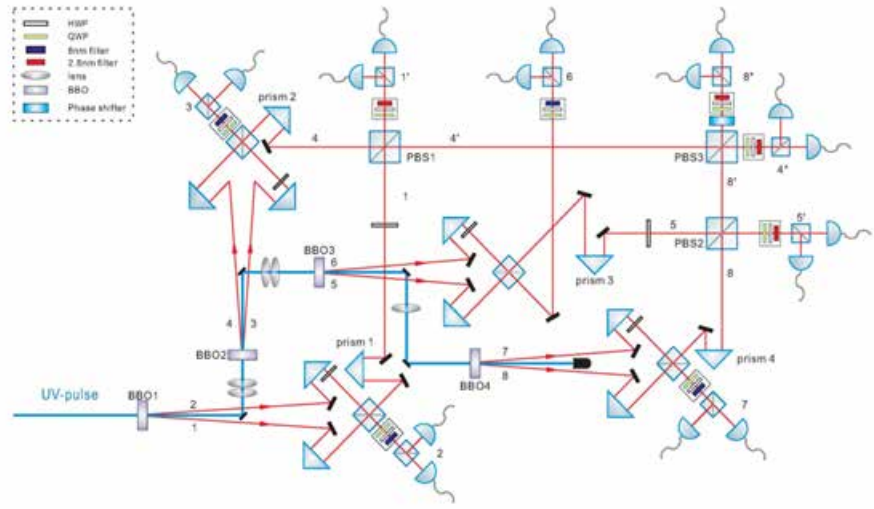 HWP
QWP
8nm filter
2.8nm filter
lens
BBO
Phase shifter
3
prism 2
1'
6
8"
4
4'
PBS1
PBS3
4"
1
8'
5
5'
PBS2
BBO3
6
5
8
prism 3
4
3
BBO2
prism 1
7
BBO4
8
prism 4
UV-pulse
BBO1
2
1
2
7